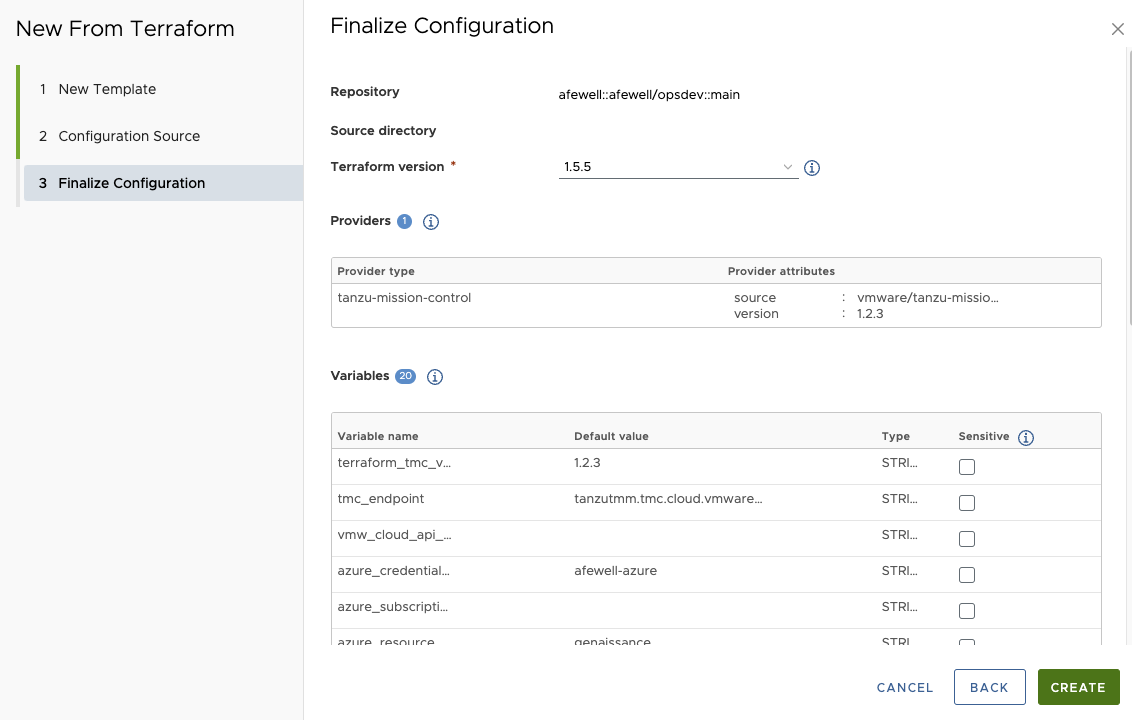 New From Terraform
1 New Template
2 Configuration Source
3 Finalize Configuration
Finalize Configuration
Repository afewell::afewell/opsdev::main
Source directory
Terraform version * 1.5.5
Providers 1
Provider type Provider attributes
tanzu-mission-control source : vmware/tanzu-missio...
version : 1.2.3
Variables 20
Variable name Default value Type Sensitive
terraform_tmc_v... 1.2.3 STRI...
tmc_endpoint tanzutmm.tmc.cloud.vmware... STRI...
vmw_cloud_api_... STRI...
azure_credential... afewell-azure STRI...
azure_subscripti... STRI...
azure_resource genaissance STRI
CANCEL BACK CREATE